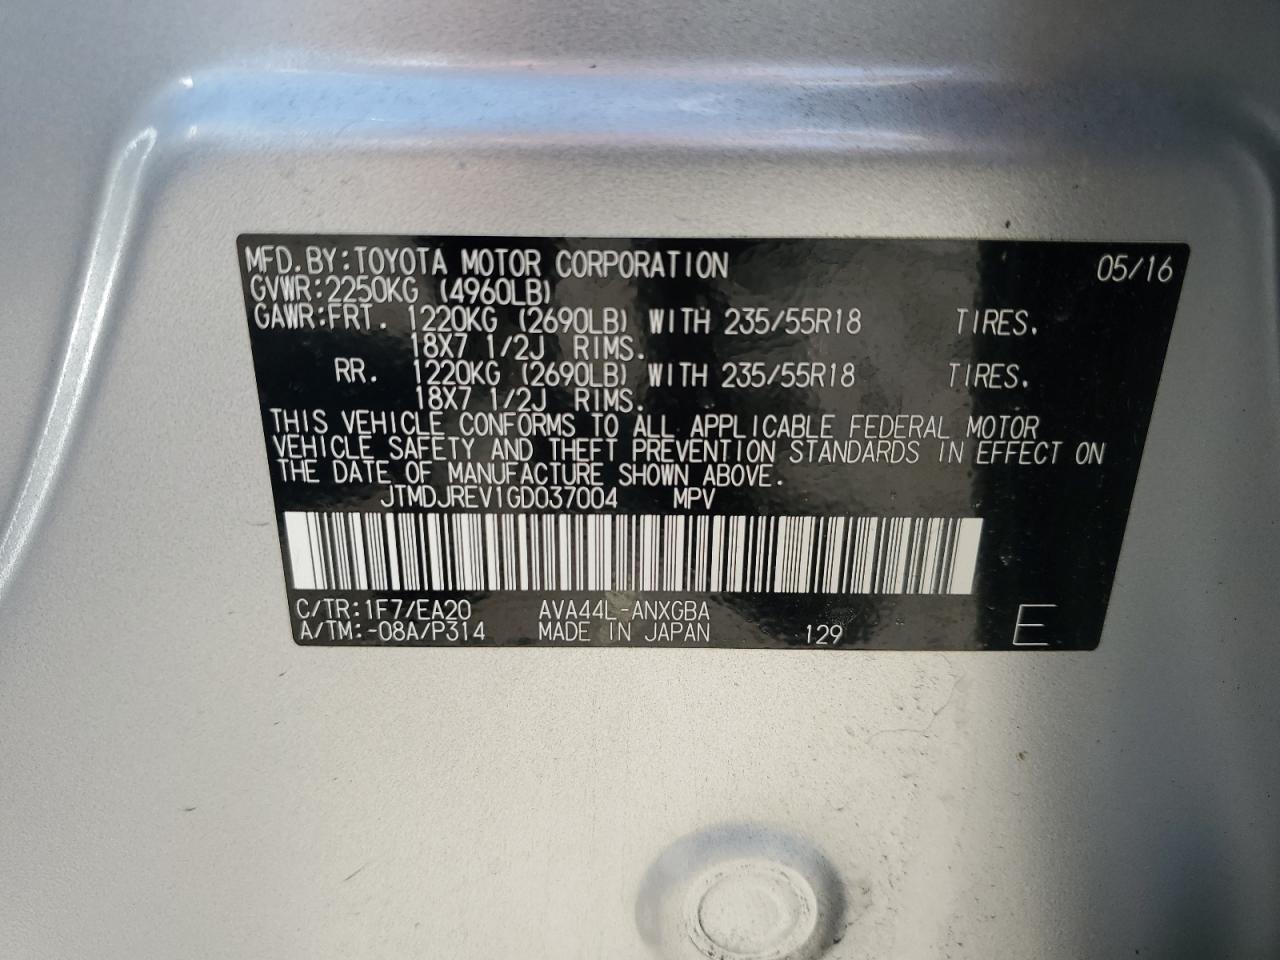 MFD. BY: TOYOTA MOTOR CORPORATION 05/16
GVWR: 2250KG (4960LB)
GAWR: FRT. 1220KG (2690LB) WITH 235/55R18 TIRES.
18X7 1/2J RIMS.
RR. 1220KG (2690LB) WITH 235/55R18 TIRES.
18X7 1/2J RIMS.
THIS VEHICLE CONFORMS TO ALL APPLICABLE FEDERAL MOTOR
VEHICLE SAFETY AND THEFT PREVENTION STANDARDS IN EFFECT ON
THE DATE OF MANUFACTURE SHOWN ABOVE.
JTMDJREV1GD037004 MPV
C/TR: 1F7/EA20 AVA44L-ANXGBA
A/TM: -08A/P314 MADE IN JAPAN 129 E